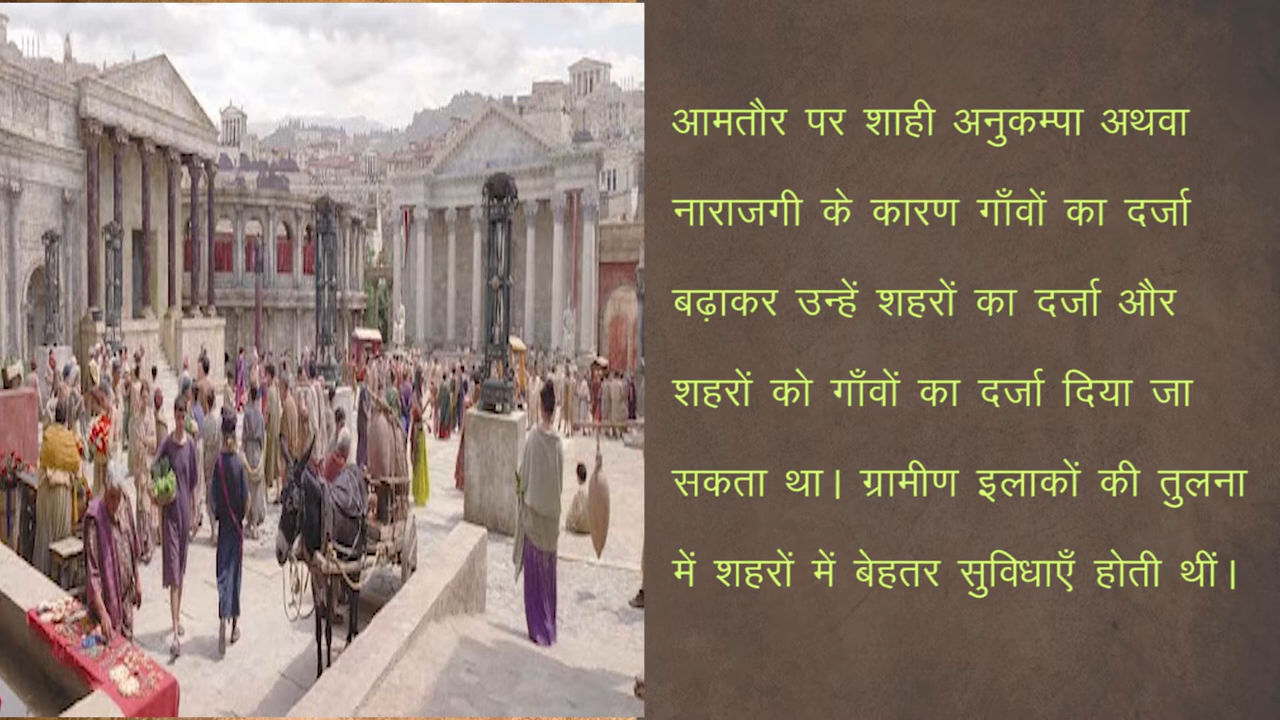 आमतौर पर शाही अनुकम्पा अथवा
नाराजगी के कारण गाँवों का दर्जा
बढ़ाकर उन्हें शहरों का दर्जा और
शहरों को गाँवों का दर्जा दिया जा
सकता था। ग्रामीण इलाकों की तुलना
में शहरों में बेहतर सुविधाएँ होती थीं।